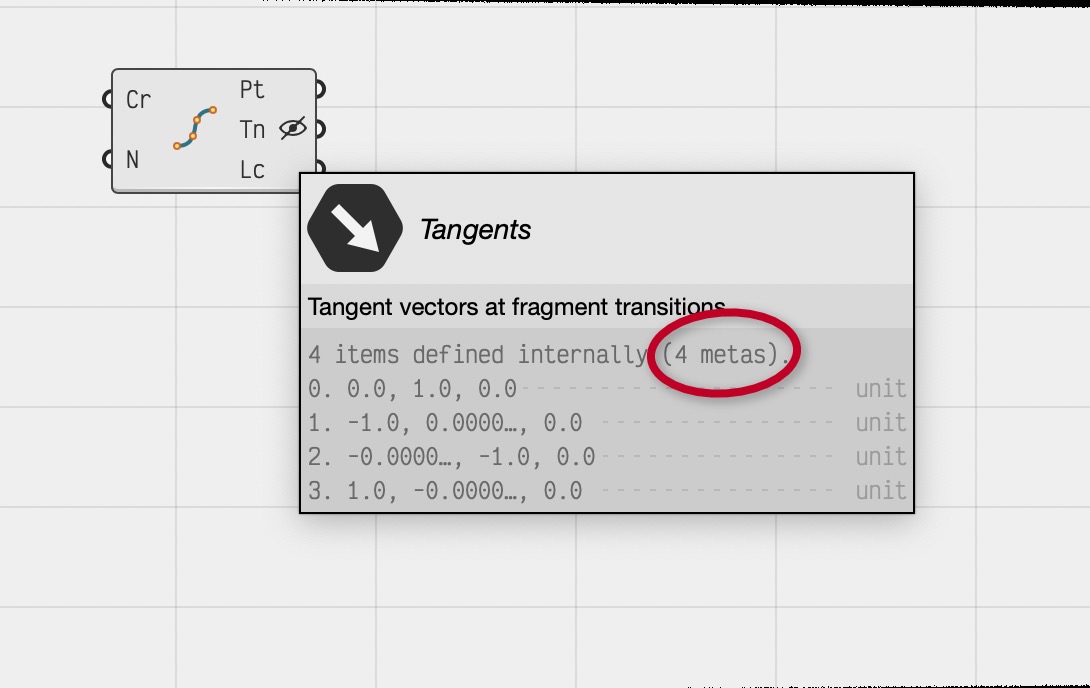 Cr
N
Pt
Tn
Lc
Tangents
Tangent vectors at fragment transitions.
4 items defined internally (4 metas).
0. 0.0, 1.0, 0.0 unit
1. -1.0, 0.0000…, 0.0 unit
2. -0.0000…, -1.0, 0.0 unit
3. 1.0, -0.0000…, 0.0 unit